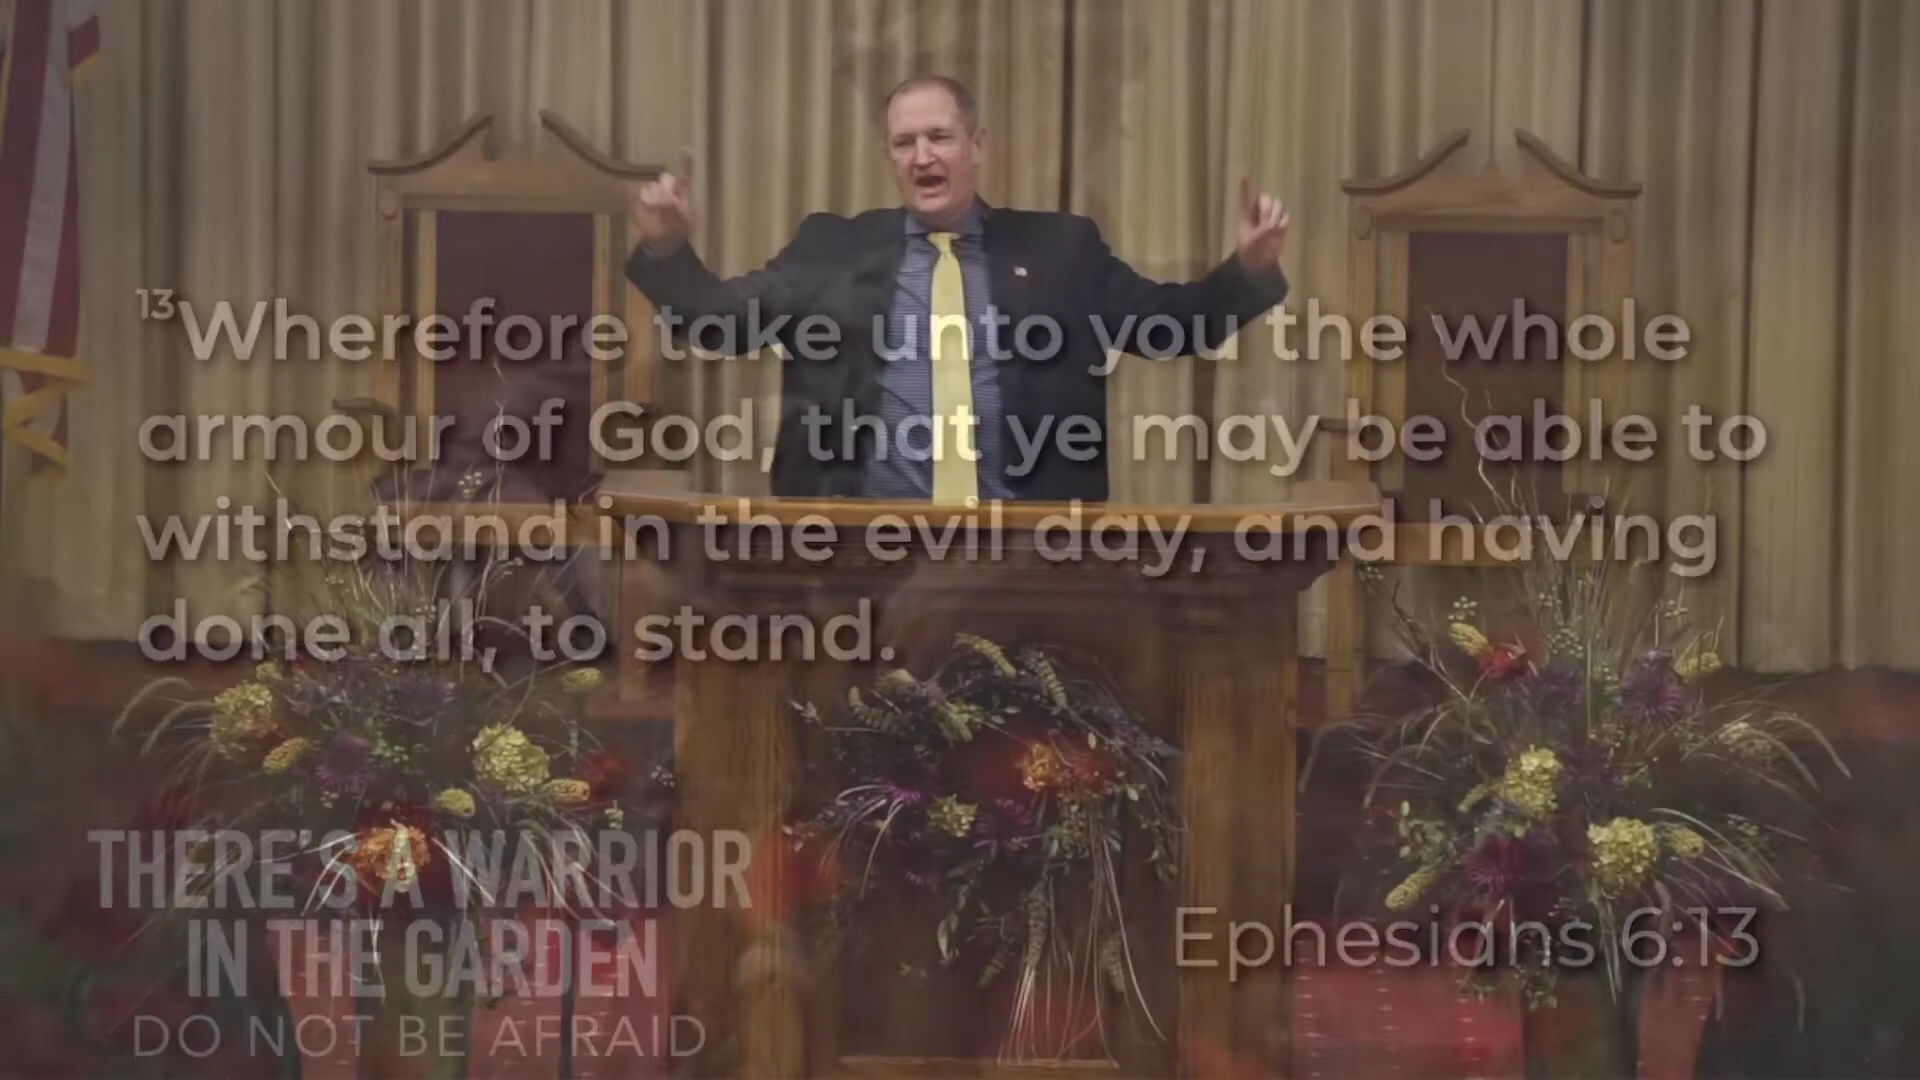 13Wherefore take unto you the whole
armour of God, that ye may be able to
withstand in the evil day, and having
done all, to stand.
THERE'S A WARRIOR
IN THE GARDEN
DO NOT BE AFRAID
Ephesians 6:13